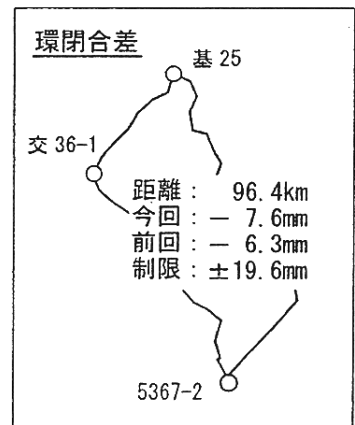 環閉合差
基 25
交 36-1
距離： 96.4km
今回：－ 7.6mm
前回：－ 6.3mm
制限：±19.6mm
5367-2